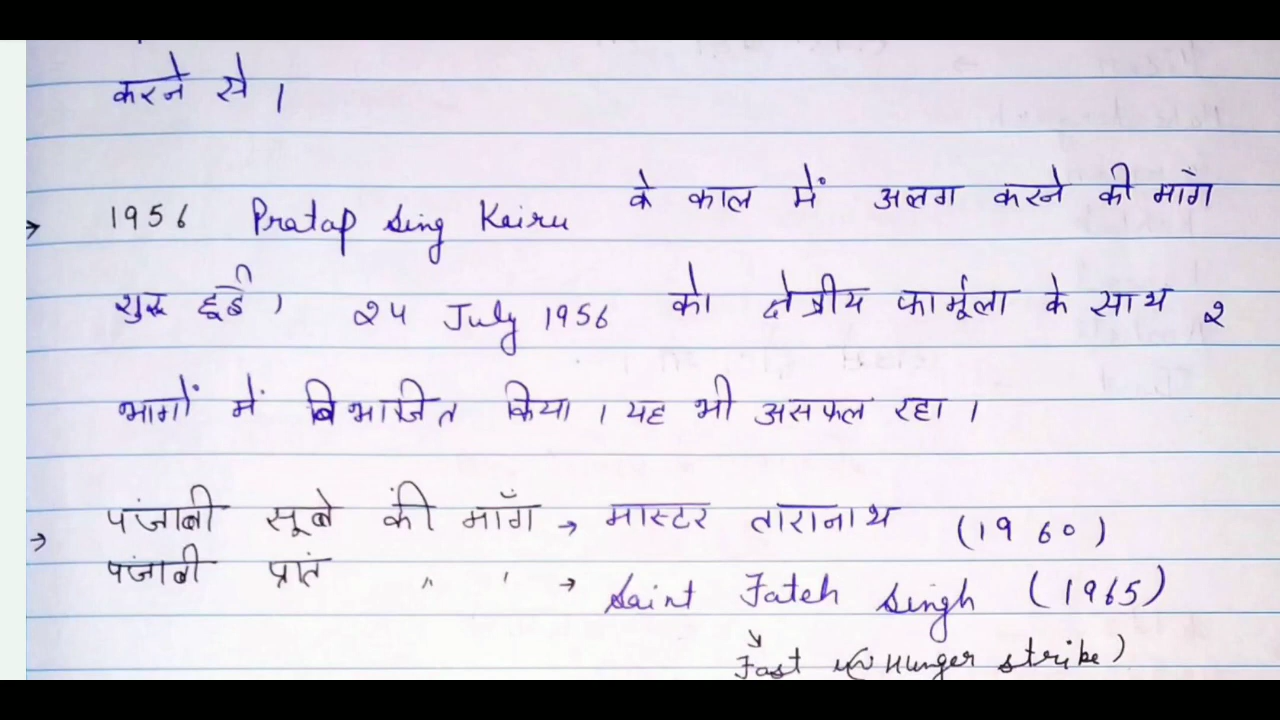 करने से ।
→ 1956 Pratap Sing Keiru के काल में अलग करने की मांग
शुरू हुई । 24 July 1956 को क्षेत्रीय फार्मूला के साथ 2
भागों में विभाजित किया । यह भी असफल रहा ।
→ पंजाबी सूबे की माँग → मास्टर तारानाथ (1960)
पंजाबी प्रांत " " → Saint Fateh Singh (1965)
↘ Fast Hunger strike)